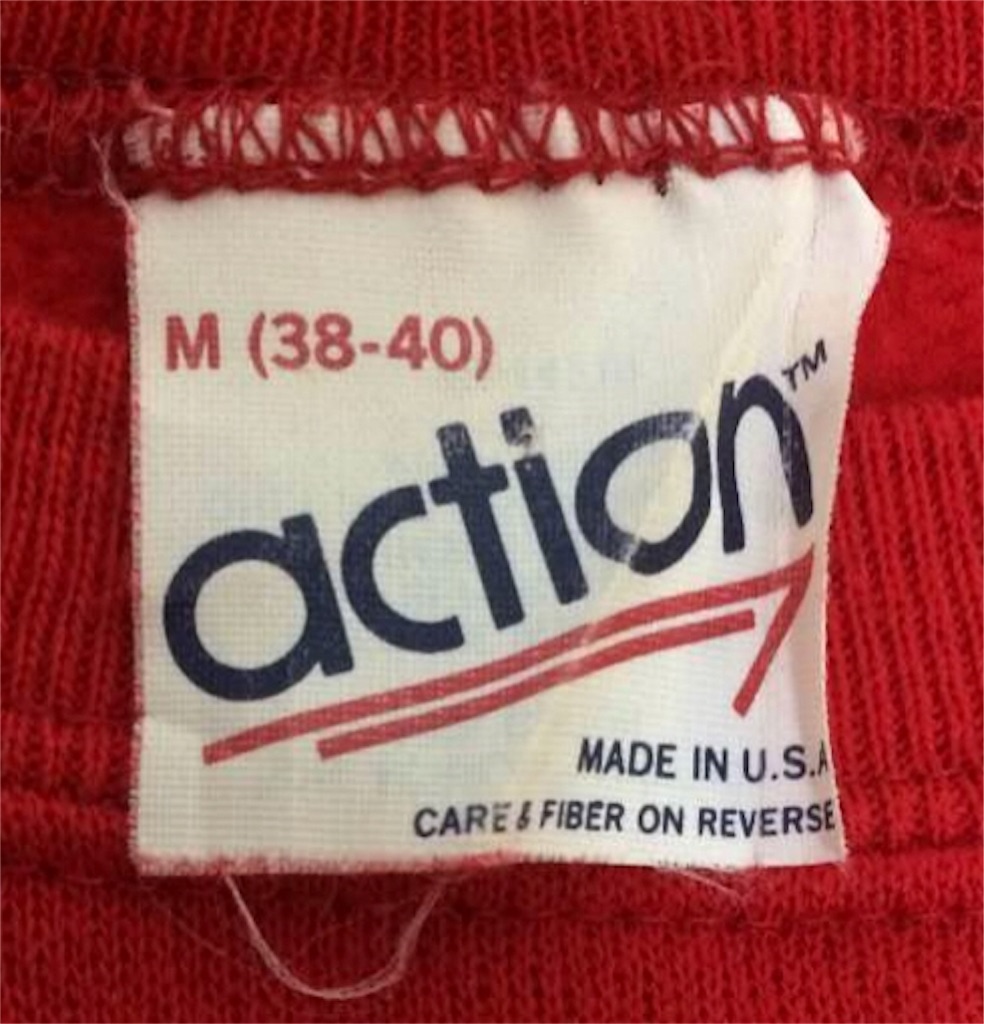 M (38-40)
action™
MADE IN U.S.A
CARE & FIBER ON REVERSE